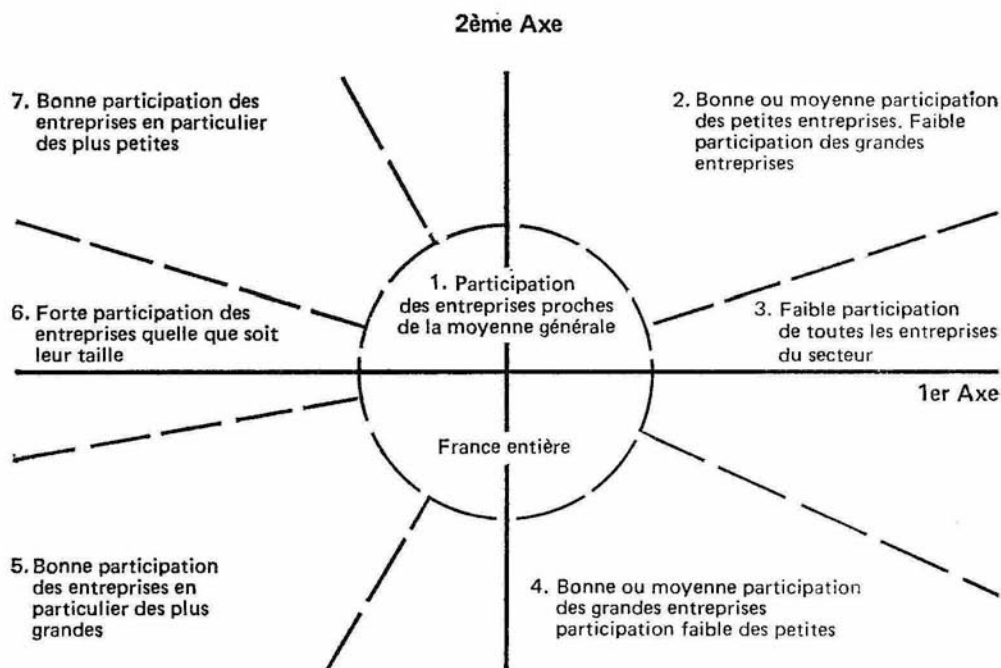 2ème Axe
7. Bonne participation des
entreprises en particulier
des plus petites
2. Bonne ou moyenne participation
des petites entreprises. Faible
participation des grandes
entreprises
1. Participation
des entreprises proches
de la moyenne générale
6. Forte participation des
entreprises quelle que soit
leur taille
3. Faible participation
de toutes les entreprises
du secteur
1er Axe
France entière
5. Bonne participation
des entreprises en
particulier des plus
grandes
4. Bonne ou moyenne participation
des grandes entreprises
participation faible des petites